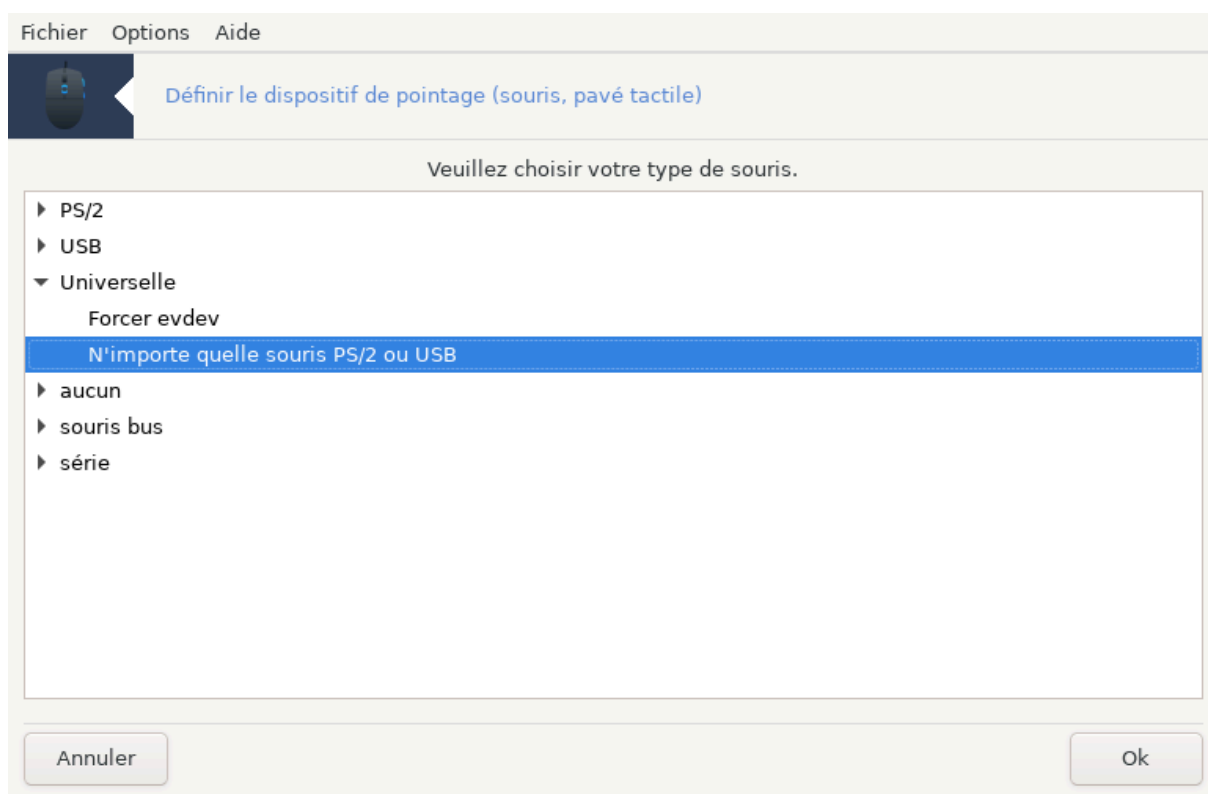 Fichier Options Aide
Définir le dispositif de pointage (souris, pavé tactile)
Veuillez choisir votre type de souris.
PS/2
USB
Universelle
Forcer evdev
N'importe quelle souris PS/2 ou USB
aucun
souris bus
série
Annuler Ok